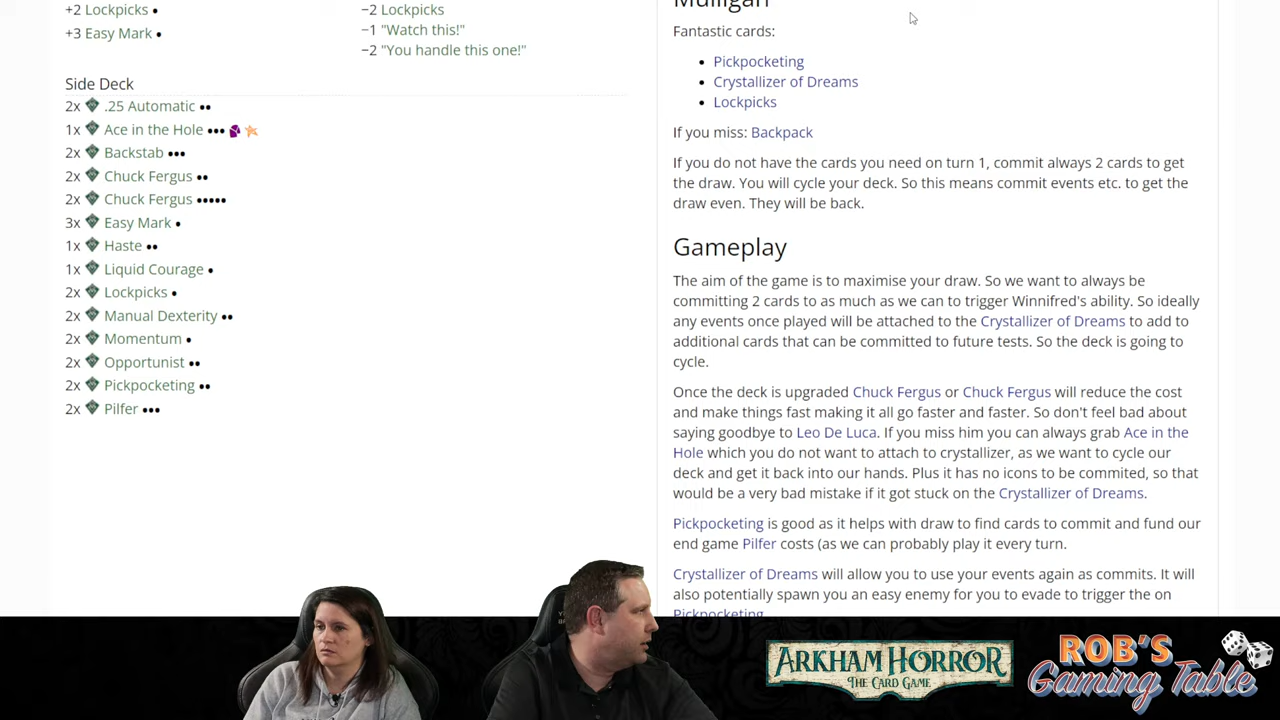 +2 Lockpicks •
+3 Easy Mark •
−2 Lockpicks
−1 "Watch this!"
−2 "You handle this one!"
Side Deck
2x .25 Automatic ••
1x Ace in the Hole •••
2x Backstab •••
2x Chuck Fergus ••
2x Chuck Fergus •••••
3x Easy Mark •
1x Haste ••
1x Liquid Courage •
2x Lockpicks •
2x Manual Dexterity ••
2x Momentum •
2x Opportunist ••
2x Pickpocketing ••
2x Pilfer •••
Mulligan
Fantastic cards:
• Pickpocketing
• Crystallizer of Dreams
• Lockpicks
If you miss: Backpack
If you do not have the cards you need on turn 1, commit always 2 cards to get
the draw. You will cycle your deck. So this means commit events etc. to get the
draw even. They will be back.
Gameplay
The aim of the game is to maximise your draw. So we want to always be
committing 2 cards to as much as we can to trigger Winnifred's ability. So ideally
any events once played will be attached to the Crystallizer of Dreams to add to
additional cards that can be committed to future tests. So the deck is going to
cycle.
Once the deck is upgraded Chuck Fergus or Chuck Fergus will reduce the cost
and make things fast making it all go faster and faster. So don't feel bad about
saying goodbye to Leo De Luca. If you miss him you can always grab Ace in the
Hole which you do not want to attach to crystallizer, as we want to cycle our
deck and get it back into our hands. Plus it has no icons to be commited, so that
would be a very bad mistake if it got stuck on the Crystallizer of Dreams.
Pickpocketing is good as it helps with draw to find cards to commit and fund our
end game Pilfer costs (as we can probably play it every turn.
Crystallizer of Dreams will allow you to use your events again as commits. It will
also potentially spawn you an easy enemy for you to evade to trigger the on
Pickpocketing
ARKHAM HORROR
THE CARD GAME
ROB'S
Gaming Table